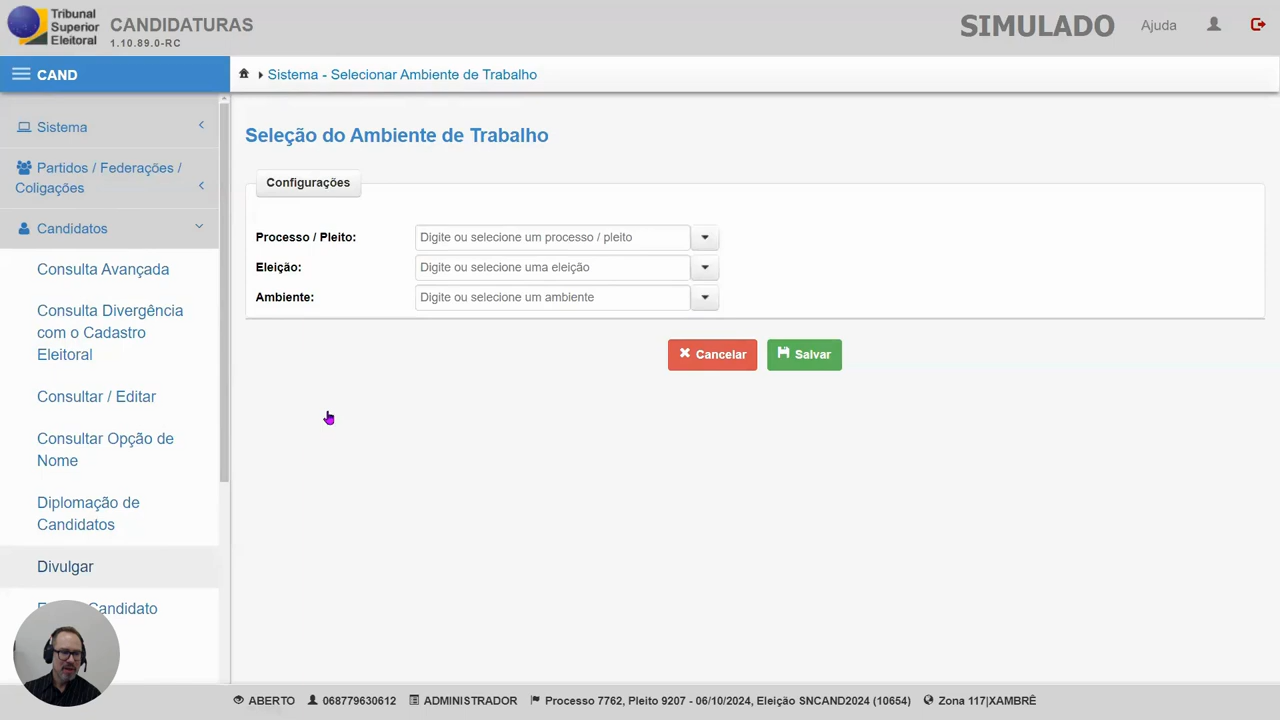 Tribunal
Superior
Eleitoral
CANDIDATURAS
1.10.89.0-RC
SIMULADO
Ajuda
CAND
Sistema - Selecionar Ambiente de Trabalho
Sistema
Partidos / Federações /
Coligações
Candidatos
Consulta Avançada
Consulta Divergência
com o Cadastro
Eleitoral
Consultar / Editar
Consultar Opção de
Nome
Diplomação de
Candidatos
Divulgar
Candidato
Seleção do Ambiente de Trabalho
Configurações
Processo / Pleito: Digite ou selecione um processo / pleito
Eleição: Digite ou selecione uma eleição
Ambiente: Digite ou selecione um ambiente
Cancelar Salvar
ABERTO 068779630612 ADMINISTRADOR Processo 7762, Pleito 9207 - 06/10/2024, Eleição SNCAND2024 (10654) Zona 117|XAMBRÊ